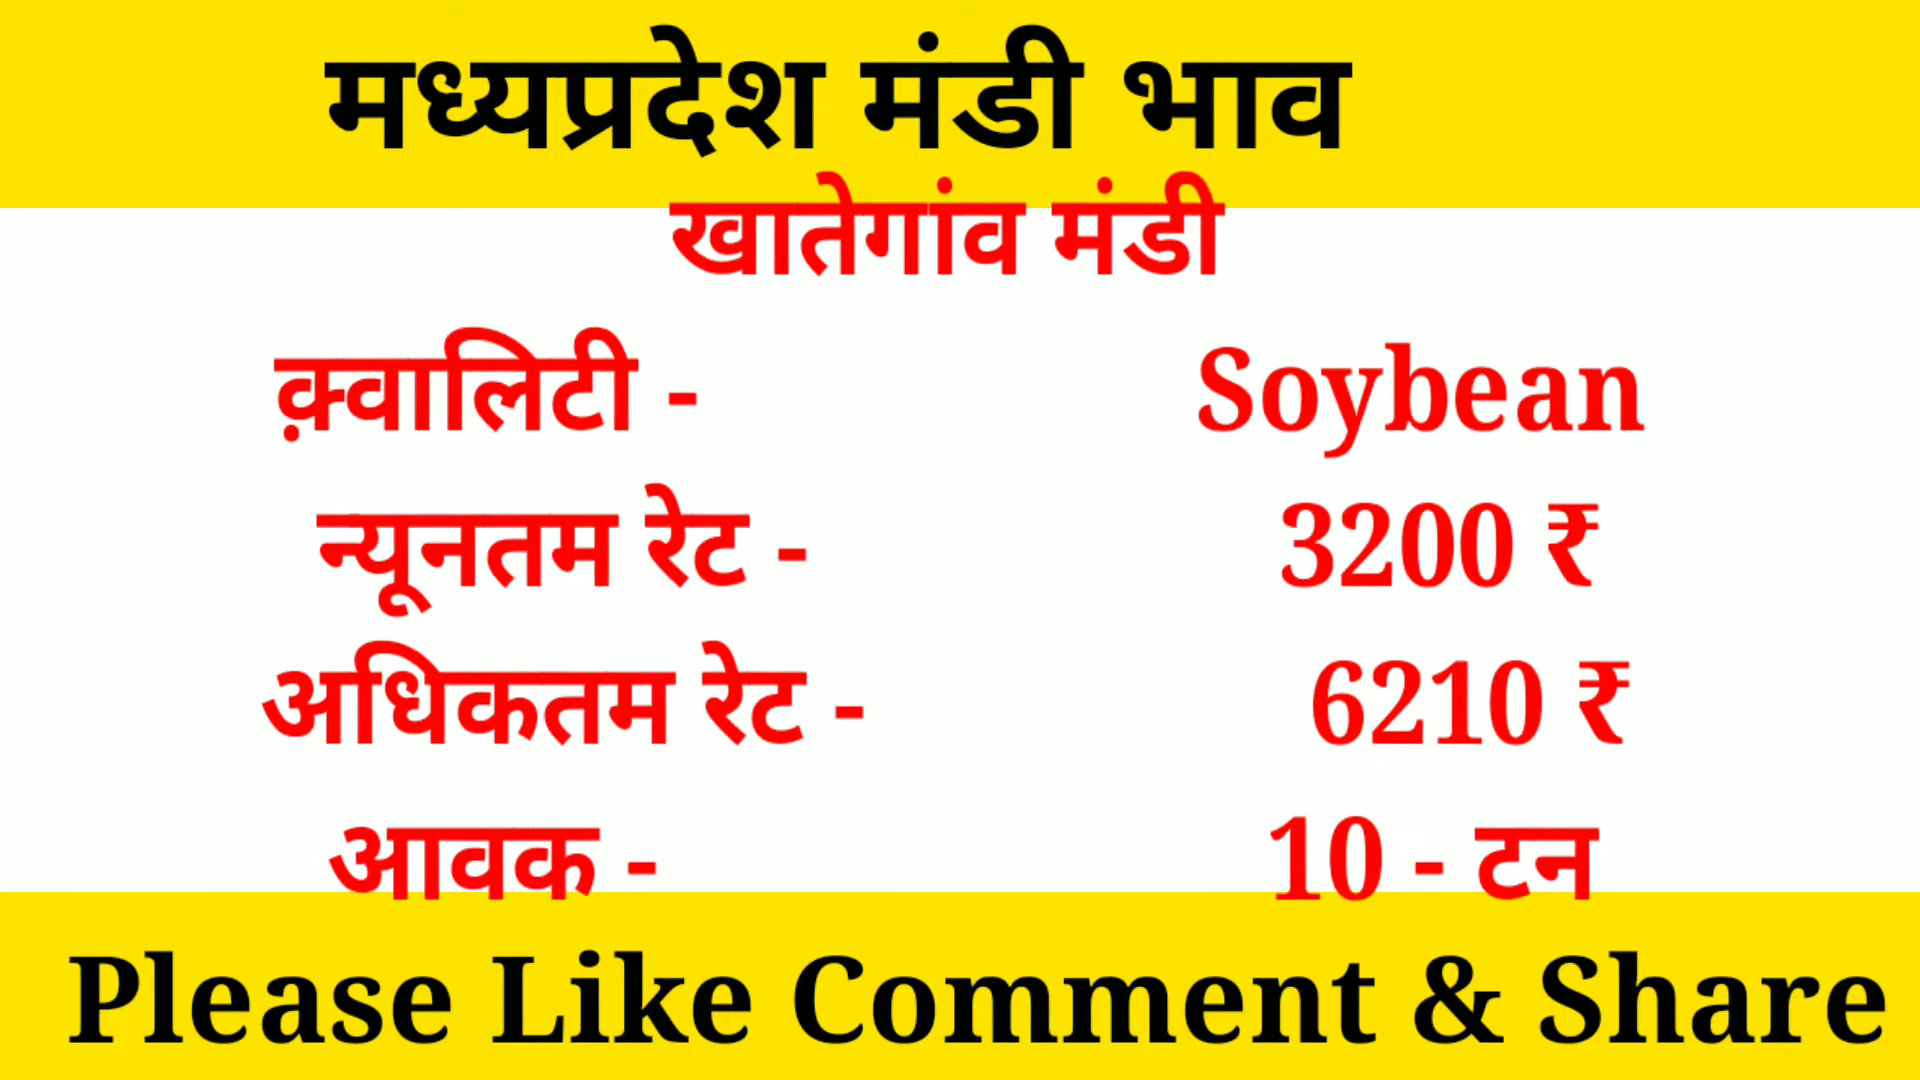 मध्यप्रदेश मंडी भाव
खातेगांव मंडी
क़्वालिटी - Soybean
न्यूनतम रेट - 3200 ₹
अधिकतम रेट - 6210 ₹
आवक - 10 - टन
Please Like Comment & Share